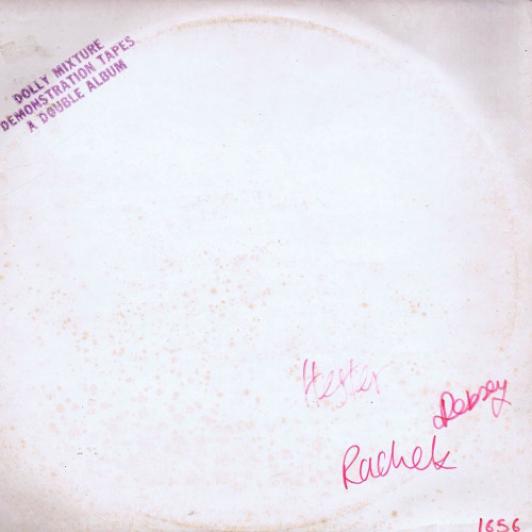 DOLLY MIXTURE
DEMONSTRATION TAPES
A DOUBLE ALBUM
Hester
Debsey
Rachel
1656